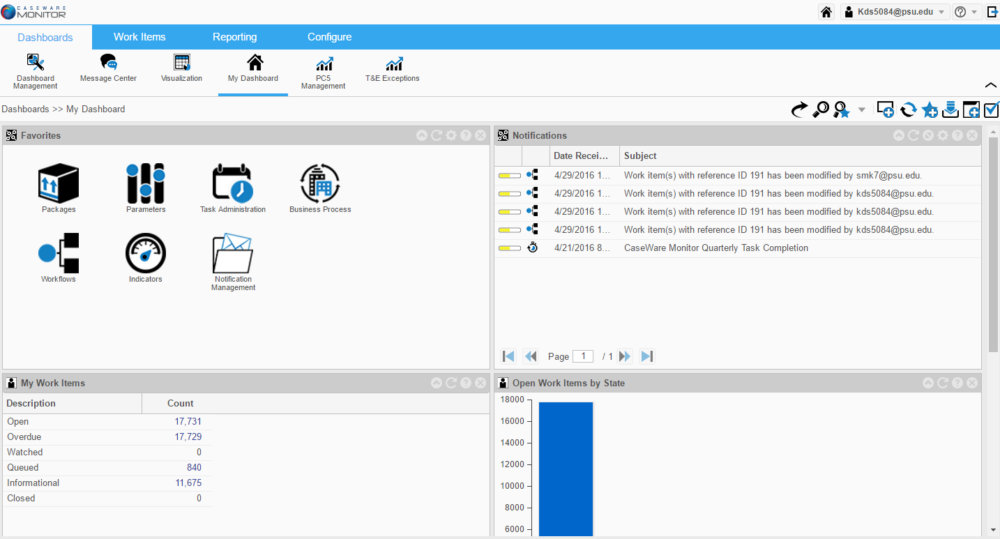 CASEWARE
MONITOR
Kds5084@psu.edu
Dashboards
Work Items
Reporting
Configure
Dashboard
Management
Message Center
Visualization
My Dashboard
PC5
Management
T&E Exceptions
Dashboards >> My Dashboard
Favorites
Packages
Parameters
Task Administration
Business Process
Workflows
Indicators
Notification
Management
Notifications
Date Recei... Subject
4/29/2016 1... Work item(s) with reference ID 191 has been modified by smk7@psu.edu.
4/29/2016 1... Work item(s) with reference ID 191 has been modified by kds5084@psu.edu.
4/29/2016 1... Work item(s) with reference ID 191 has been modified by kds5084@psu.edu.
4/29/2016 1... Work item(s) with reference ID 191 has been modified by kds5084@psu.edu.
4/21/2016 8... CaseWare Monitor Quarterly Task Completion
Page 1 / 1
My Work Items
Description Count
Open 17,731
Overdue 17,729
Watched 0
Queued 840
Informational 11,675
Closed 0
Open Work Items by State
18000
16000
14000
12000
10000
8000
6000